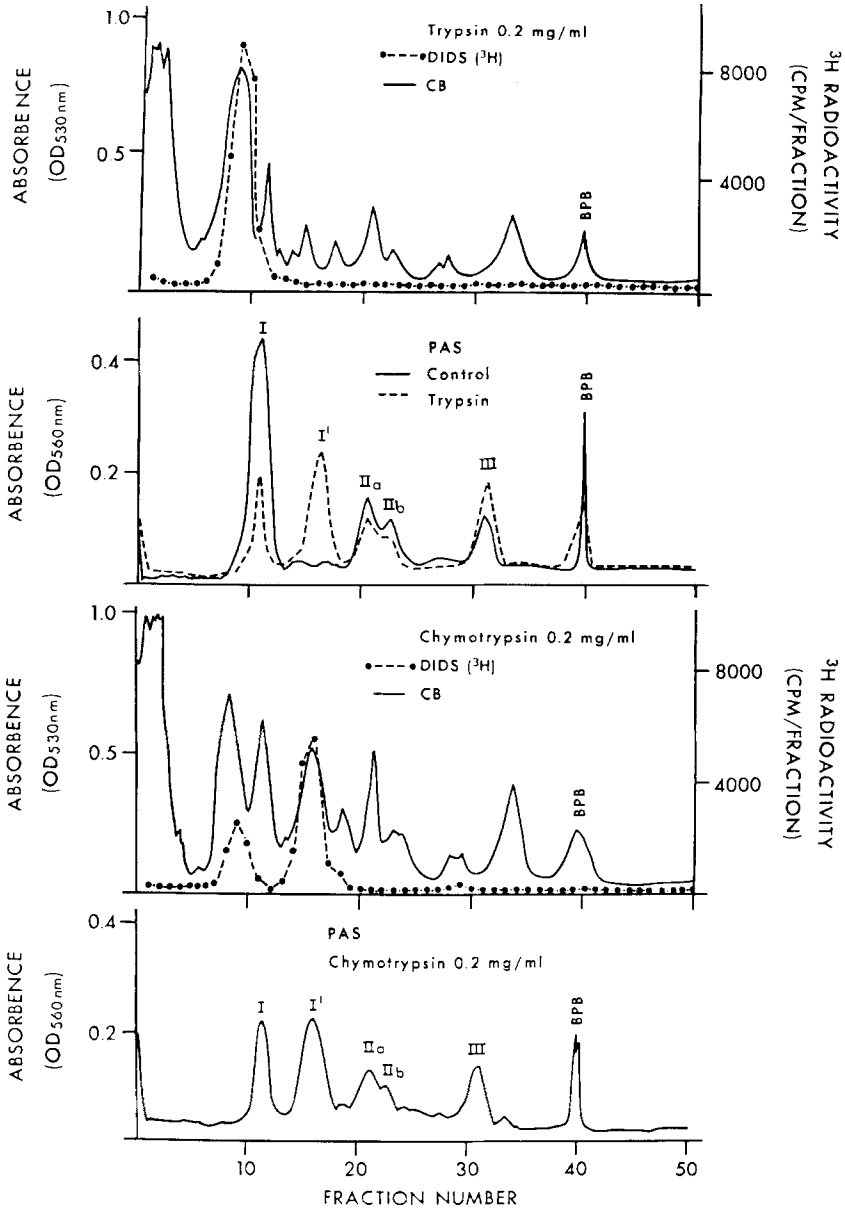 Trypsin 0.2 mg/ml
DIDS (³H)
CB
1.0
0.5
ABSORBENCE
(OD530nm)
8000
4000
³H RADIOACTIVITY
(CPM/FRACTION)
BPB
10
20
30
40
PAS
Control
Trypsin
0.4
0.2
ABSORBENCE
(OD560nm)
I
I'
IIa
IIb
III
BPB
Chymotrypsin 0.2 mg/ml
DIDS (³H)
CB
1.0
0.5
ABSORBENCE
(OD530nm)
8000
4000
³H RADIOACTIVITY
(CPM/FRACTION)
BPB
PAS
Chymotrypsin 0.2 mg/ml
0.4
0.2
ABSORBENCE
(OD560nm)
I
I'
IIa
IIb
III
BPB
10
20
30
40
50
FRACTION NUMBER